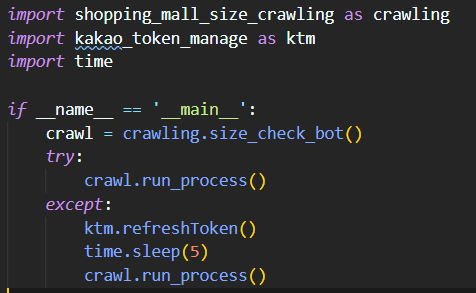 import shopping_mall_size_crawling as crawling
import kakao_token_manage as ktm
import time

if __name__ == '__main__':
    crawl = crawling.size_check_bot()
    try:
        crawl.run_process()
    except:
        ktm.refreshToken()
        time.sleep(5)
        crawl.run_process()